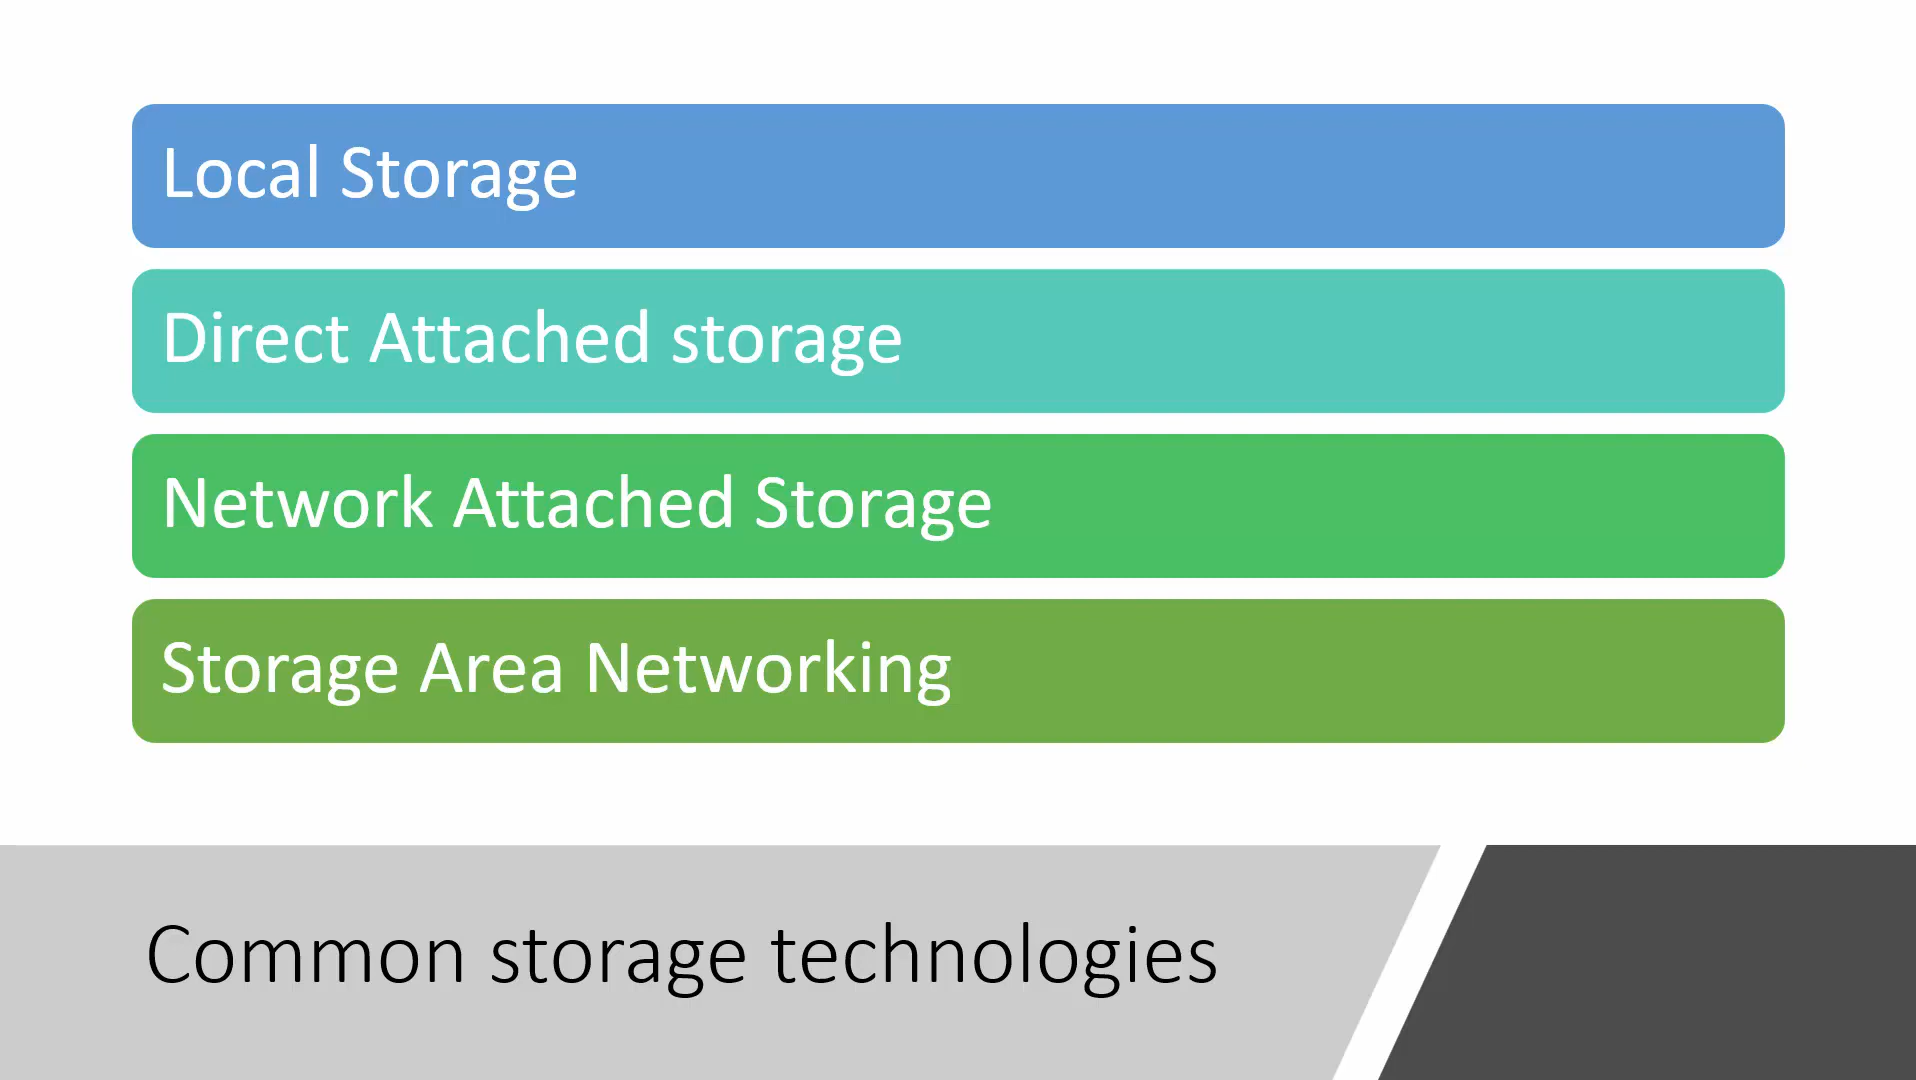 Local Storage
Direct Attached storage
Network Attached Storage
Storage Area Networking
Common storage technologies